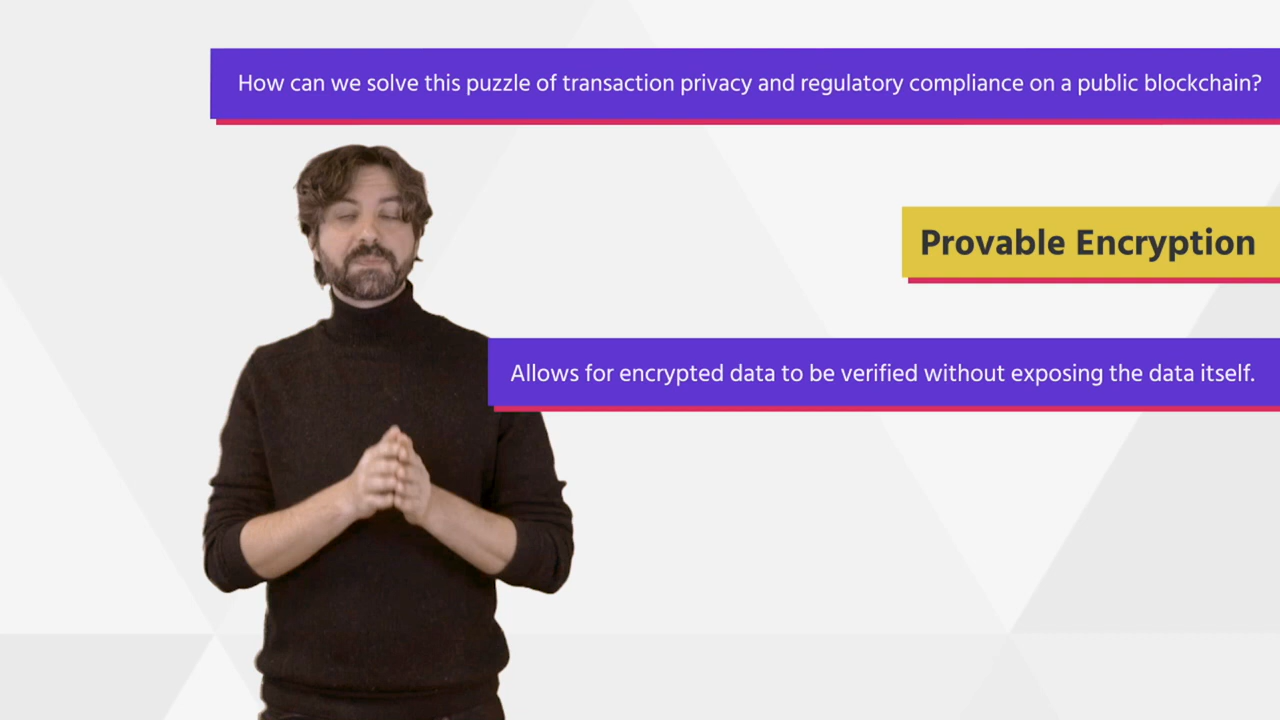 How can we solve this puzzle of transaction privacy and regulatory compliance on a public blockchain?
Provable Encryption
Allows for encrypted data to be verified without exposing the data itself.